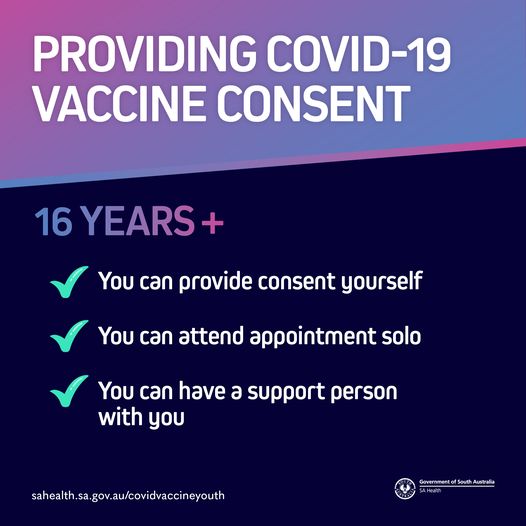 PROVIDING COVID-19
VACCINE CONSENT
16 YEARS +
You can provide consent yourself
You can attend appointment solo
You can have a support person
with you
sahealth.sa.gov.au/covidvaccineyouth
Government of South Australia
SA Health